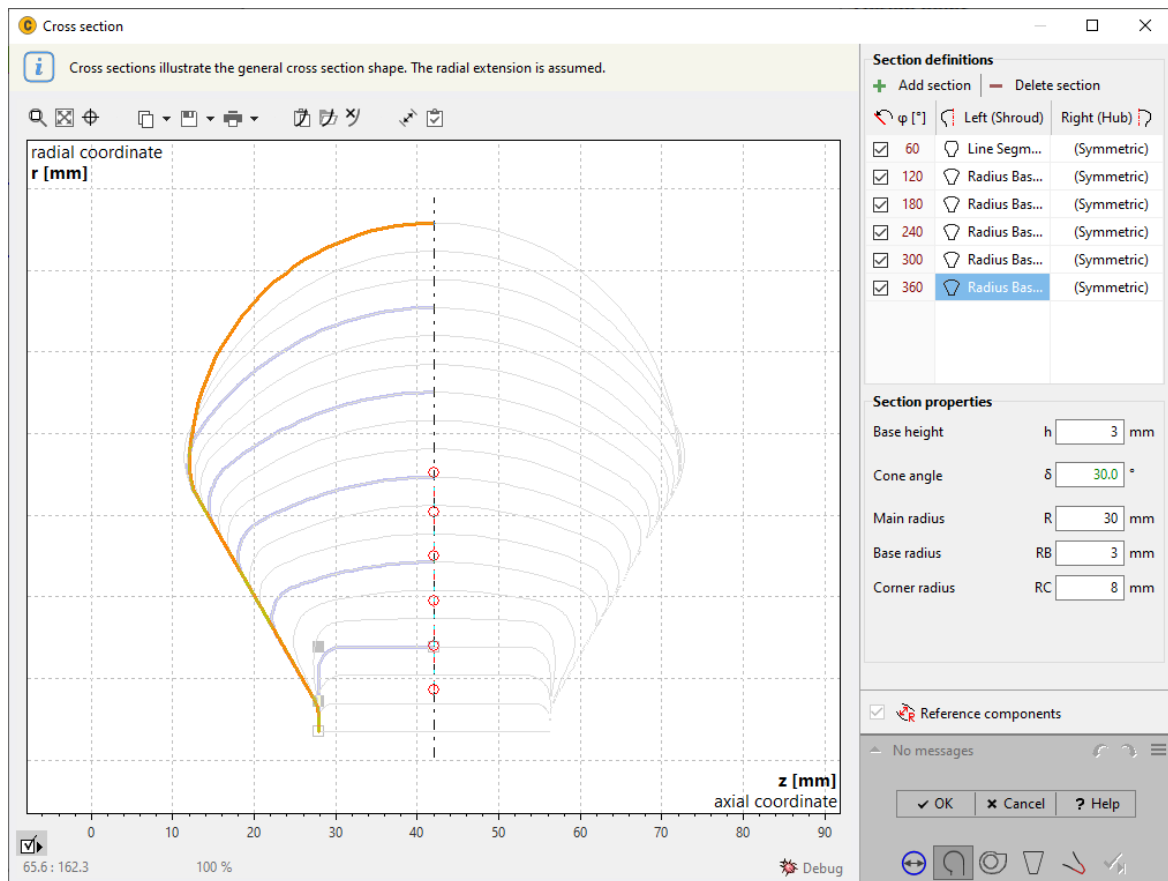 Cross section
Cross sections illustrate the general cross section shape. The radial extension is assumed.
radial coordinate
r [mm]
z [mm]
axial coordinate
0 10 20 30 40 50 60 70 80 90
65.6 : 162.3 100 % Debug
Section definitions
Add section Delete section
φ [°] Left (Shroud) Right (Hub)
60 Line Segm... (Symmetric)
120 Radius Bas... (Symmetric)
180 Radius Bas... (Symmetric)
240 Radius Bas... (Symmetric)
300 Radius Bas... (Symmetric)
360 Radius Bas... (Symmetric)
Section properties
Base height h 3 mm
Cone angle δ 30.0 °
Main radius R 30 mm
Base radius RB 3 mm
Corner radius RC 8 mm
Reference components
No messages
OK Cancel ? Help